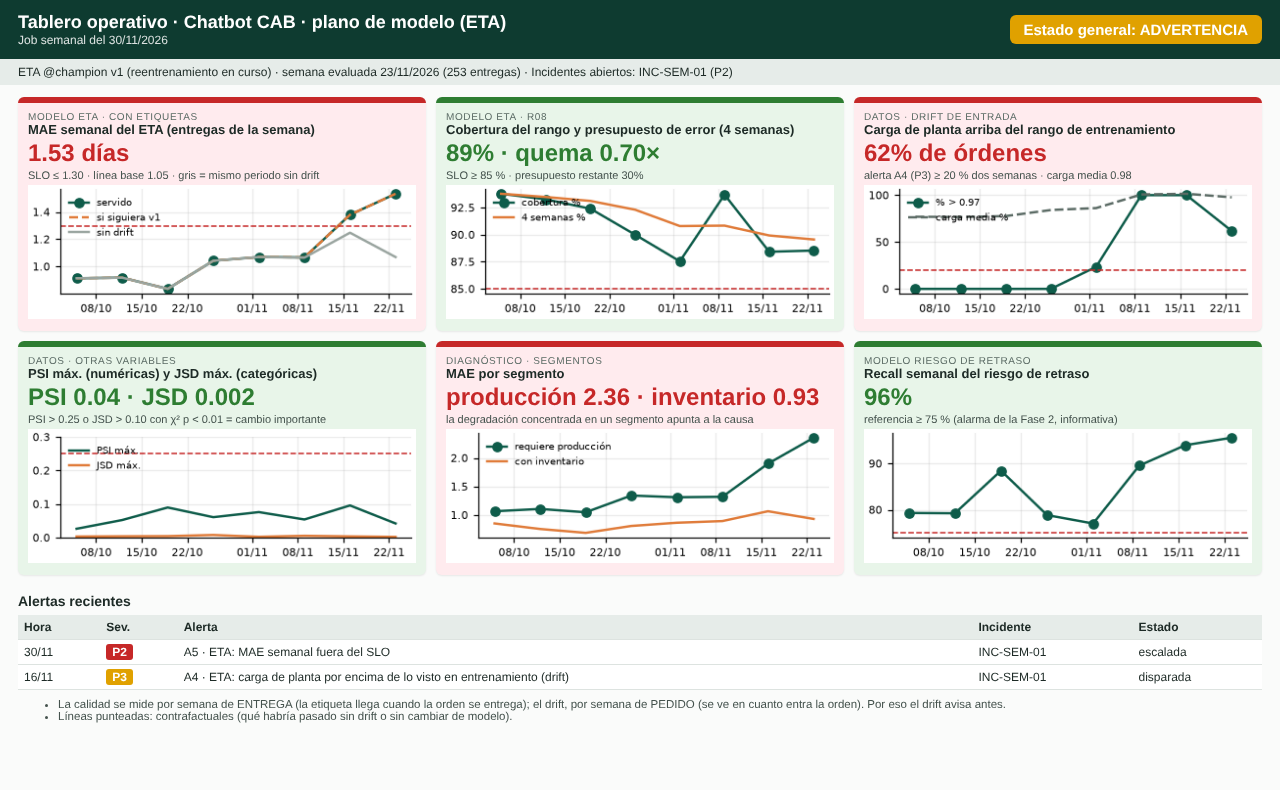 Tablero operativo · Chatbot CAB · plano de modelo (ETA)
Job semanal del 30/11/2026
Estado general: ADVERTENCIA
ETA @champion v1 (reentrenamiento en curso) · semana evaluada 23/11/2026 (253 entregas) · Incidentes abiertos: INC-SEM-01 (P2)
MODELO ETA · CON ETIQUETAS
MAE semanal del ETA (entregas de la semana)
1.53 días
SLO ≤ 1.30 · línea base 1.05 · gris = mismo periodo sin drift
servido
si siguiera v1
sin drift
1.4
1.2
1.0
08/10 15/10 22/10 01/11 08/11 15/11 22/11
MODELO ETA · R08
Cobertura del rango y presupuesto de error (4 semanas)
89% · quema 0.70×
SLO ≥ 85 % · presupuesto restante 30%
cobertura %
4 semanas %
92.5
90.0
87.5
85.0
08/10 15/10 22/10 01/11 08/11 15/11 22/11
DATOS · DRIFT DE ENTRADA
Carga de planta arriba del rango de entrenamiento
62% de órdenes
alerta A4 (P3) ≥ 20 % dos semanas · carga media 0.98
% > 0.97
carga media %
100
50
0
08/10 15/10 22/10 01/11 08/11 15/11 22/11
DATOS · OTRAS VARIABLES
PSI máx. (numéricas) y JSD máx. (categóricas)
PSI 0.04 · JSD 0.002
PSI > 0.25 o JSD > 0.10 con χ² p < 0.01 = cambio importante
PSI máx.
JSD máx.
0.3
0.2
0.1
0.0
08/10 15/10 22/10 01/11 08/11 15/11 22/11
DIAGNÓSTICO · SEGMENTOS
MAE por segmento
producción 2.36 · inventario 0.93
la degradación concentrada en un segmento apunta a la causa
requiere producción
con inventario
2.0
1.5
1.0
08/10 15/10 22/10 01/11 08/11 15/11 22/11
MODELO RIESGO DE RETRASO
Recall semanal del riesgo de retraso
96%
referencia ≥ 75 % (alarma de la Fase 2, informativa)
90
80
08/10 15/10 22/10 01/11 08/11 15/11 22/11
Alertas recientes
Hora Sev. Alerta Incidente Estado
30/11 P2 A5 · ETA: MAE semanal fuera del SLO INC-SEM-01 escalada
16/11 P3 A4 · ETA: carga de planta por encima de lo visto en entrenamiento (drift) INC-SEM-01 disparada
• La calidad se mide por semana de ENTREGA (la etiqueta llega cuando la orden se entrega); el drift, por semana de PEDIDO (se ve en cuanto entra la orden). Por eso el drift avisa antes.
• Líneas punteadas: contrafactuales (qué habría pasado sin drift o sin cambiar de modelo).